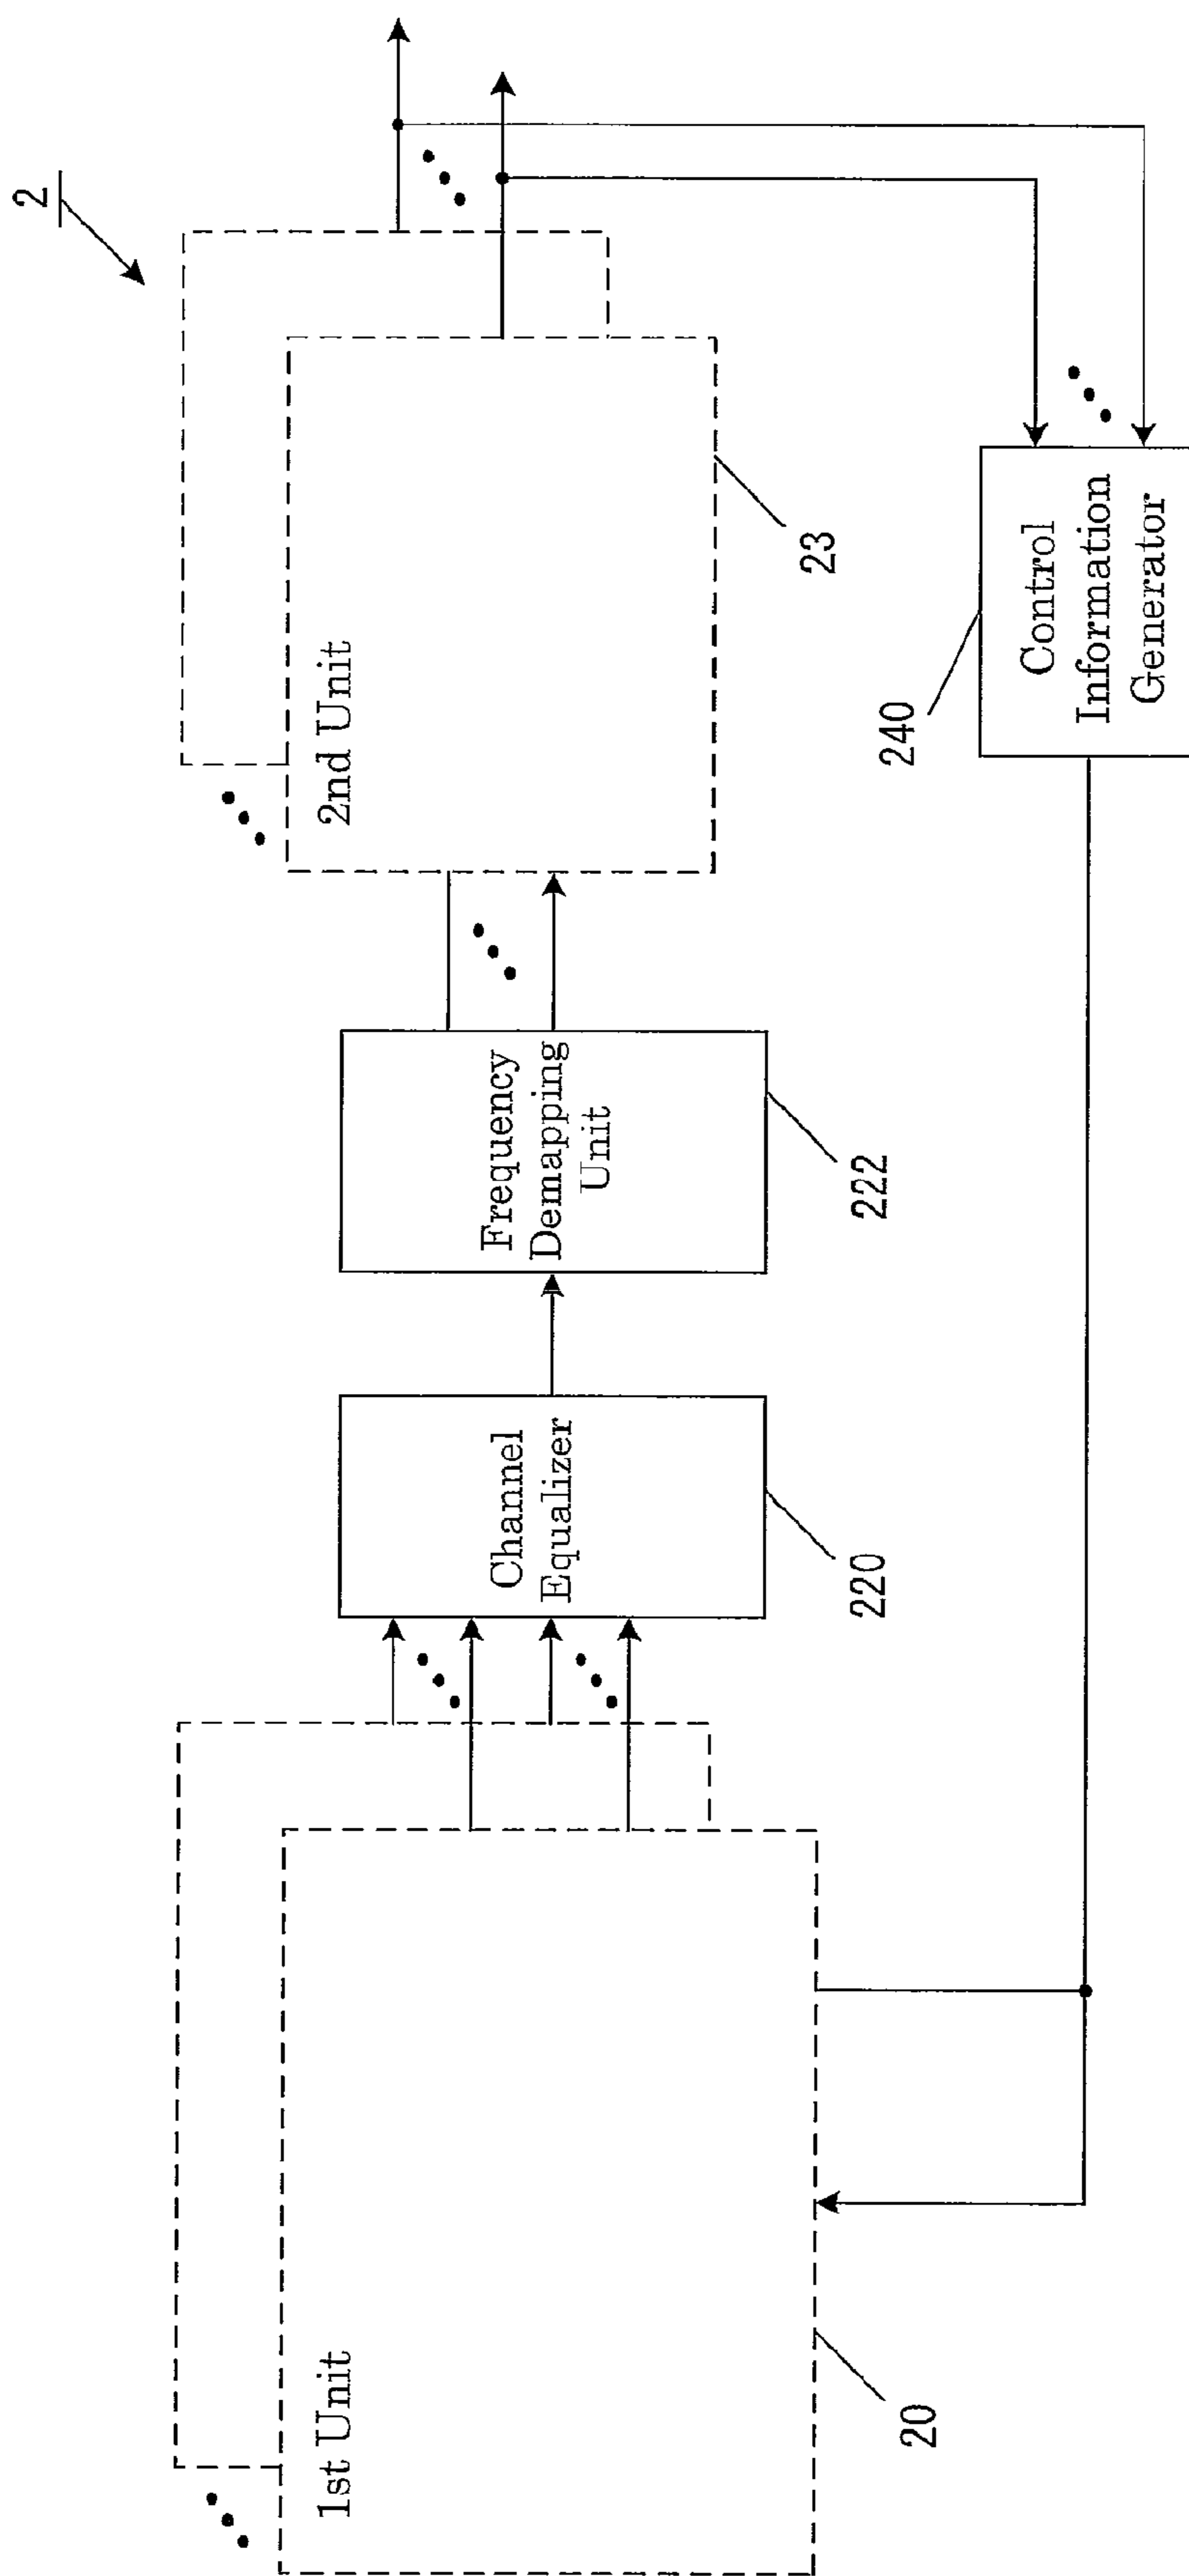 2
1st Unit
20
Channel
Equalizer
220
Frequency
Demapping
Unit
222
2nd Unit
23
240
Control
Information
Generator